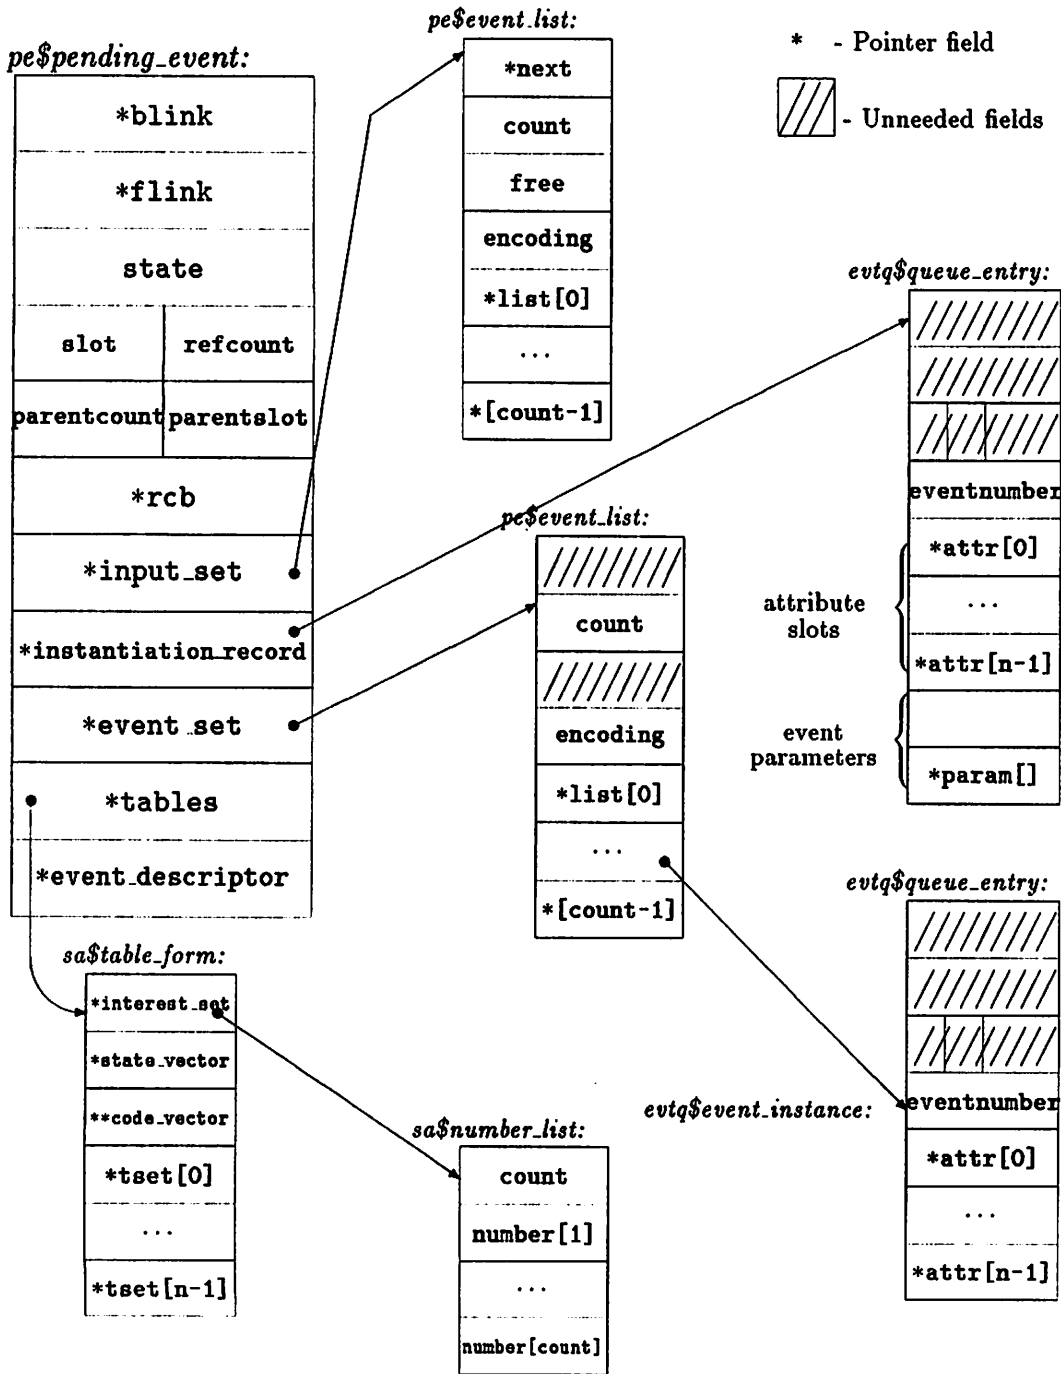 pe$event_list:
* - Pointer field
- Unneeded fields
pe$pending_event:
*blink
*flink
state
slot refcount
parentcount parentslot
*rcb
*input_set
*instantiation_record
*event_set
*tables
*event_descriptor
*next
count
free
encoding
*list[0]
...
*[count-1]
evtq$queue_entry:
eventnumber
*attr[0]
...
*attr[n-1]
*param[]
attribute
slots
event
parameters
pe$event_list:
count
encoding
*list[0]
...
*[count-1]
evtq$queue_entry:
evtq$event_instance:
eventnumber
*attr[0]
...
*attr[n-1]
sa$table_form:
*interest_set
*state_vector
**code_vector
*tset[0]
...
*tset[n-1]
sa$number_list:
count
number[1]
...
number[count]